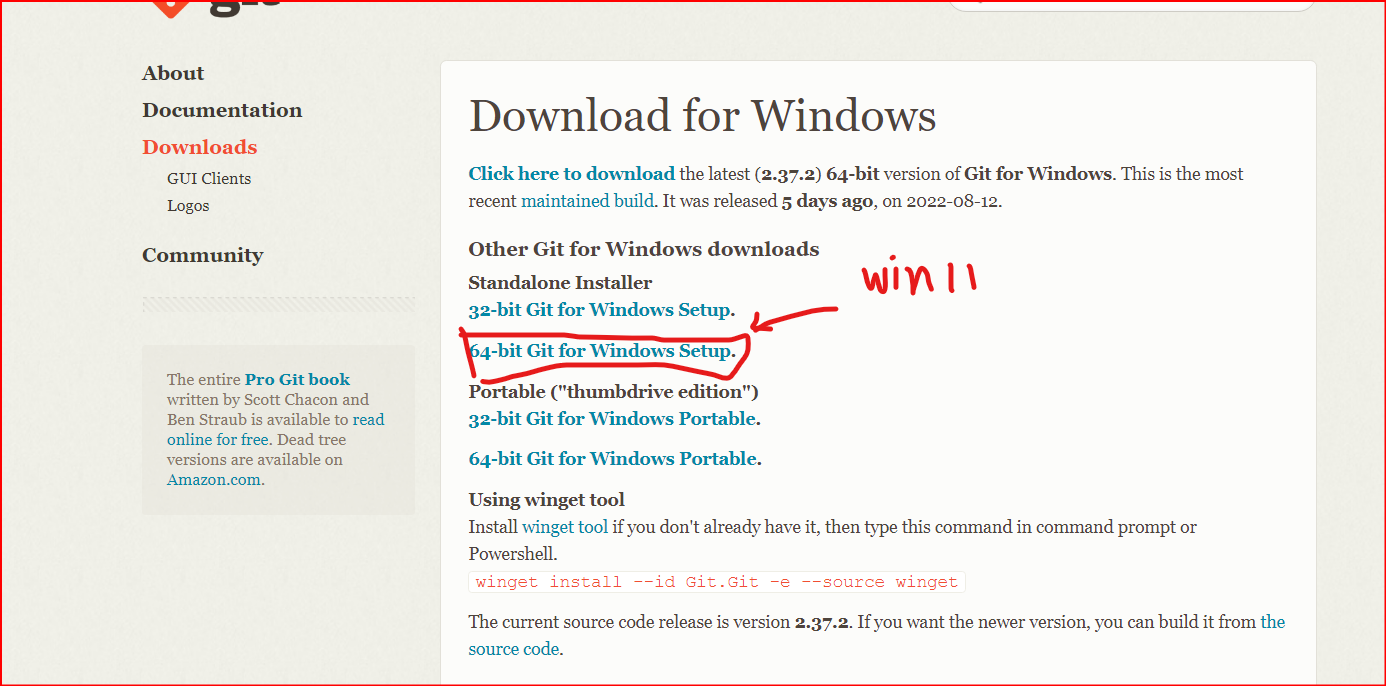 About
Documentation
Downloads
GUI Clients
Logos
Community
The entire Pro Git book
written by Scott Chacon and
Ben Straub is available to read
online for free. Dead tree
versions are available on
Amazon.com.
Download for Windows
Click here to download the latest (2.37.2) 64-bit version of Git for Windows. This is the most
recent maintained build. It was released 5 days ago, on 2022-08-12.
Other Git for Windows downloads
Standalone Installer
32-bit Git for Windows Setup.
win11
64-bit Git for Windows Setup.
Portable ("thumbdrive edition")
32-bit Git for Windows Portable.
64-bit Git for Windows Portable.
Using winget tool
Install winget tool if you don't already have it, then type this command in command prompt or
Powershell.
winget install --id Git.Git -e --source winget
The current source code release is version 2.37.2. If you want the newer version, you can build it from the
source code.